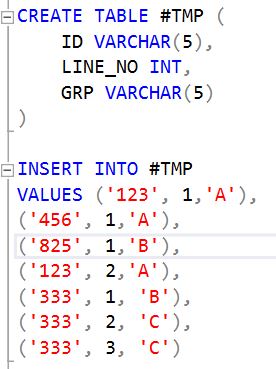 CREATE TABLE #TMP (
    ID VARCHAR(5),
    LINE_NO INT,
    GRP VARCHAR(5)
)

INSERT INTO #TMP
VALUES ('123', 1,'A'),
('456', 1,'A'),
('825', 1,'B'),
('123', 2,'A'),
('333', 1, 'B'),
('333', 2, 'C'),
('333', 3, 'C')